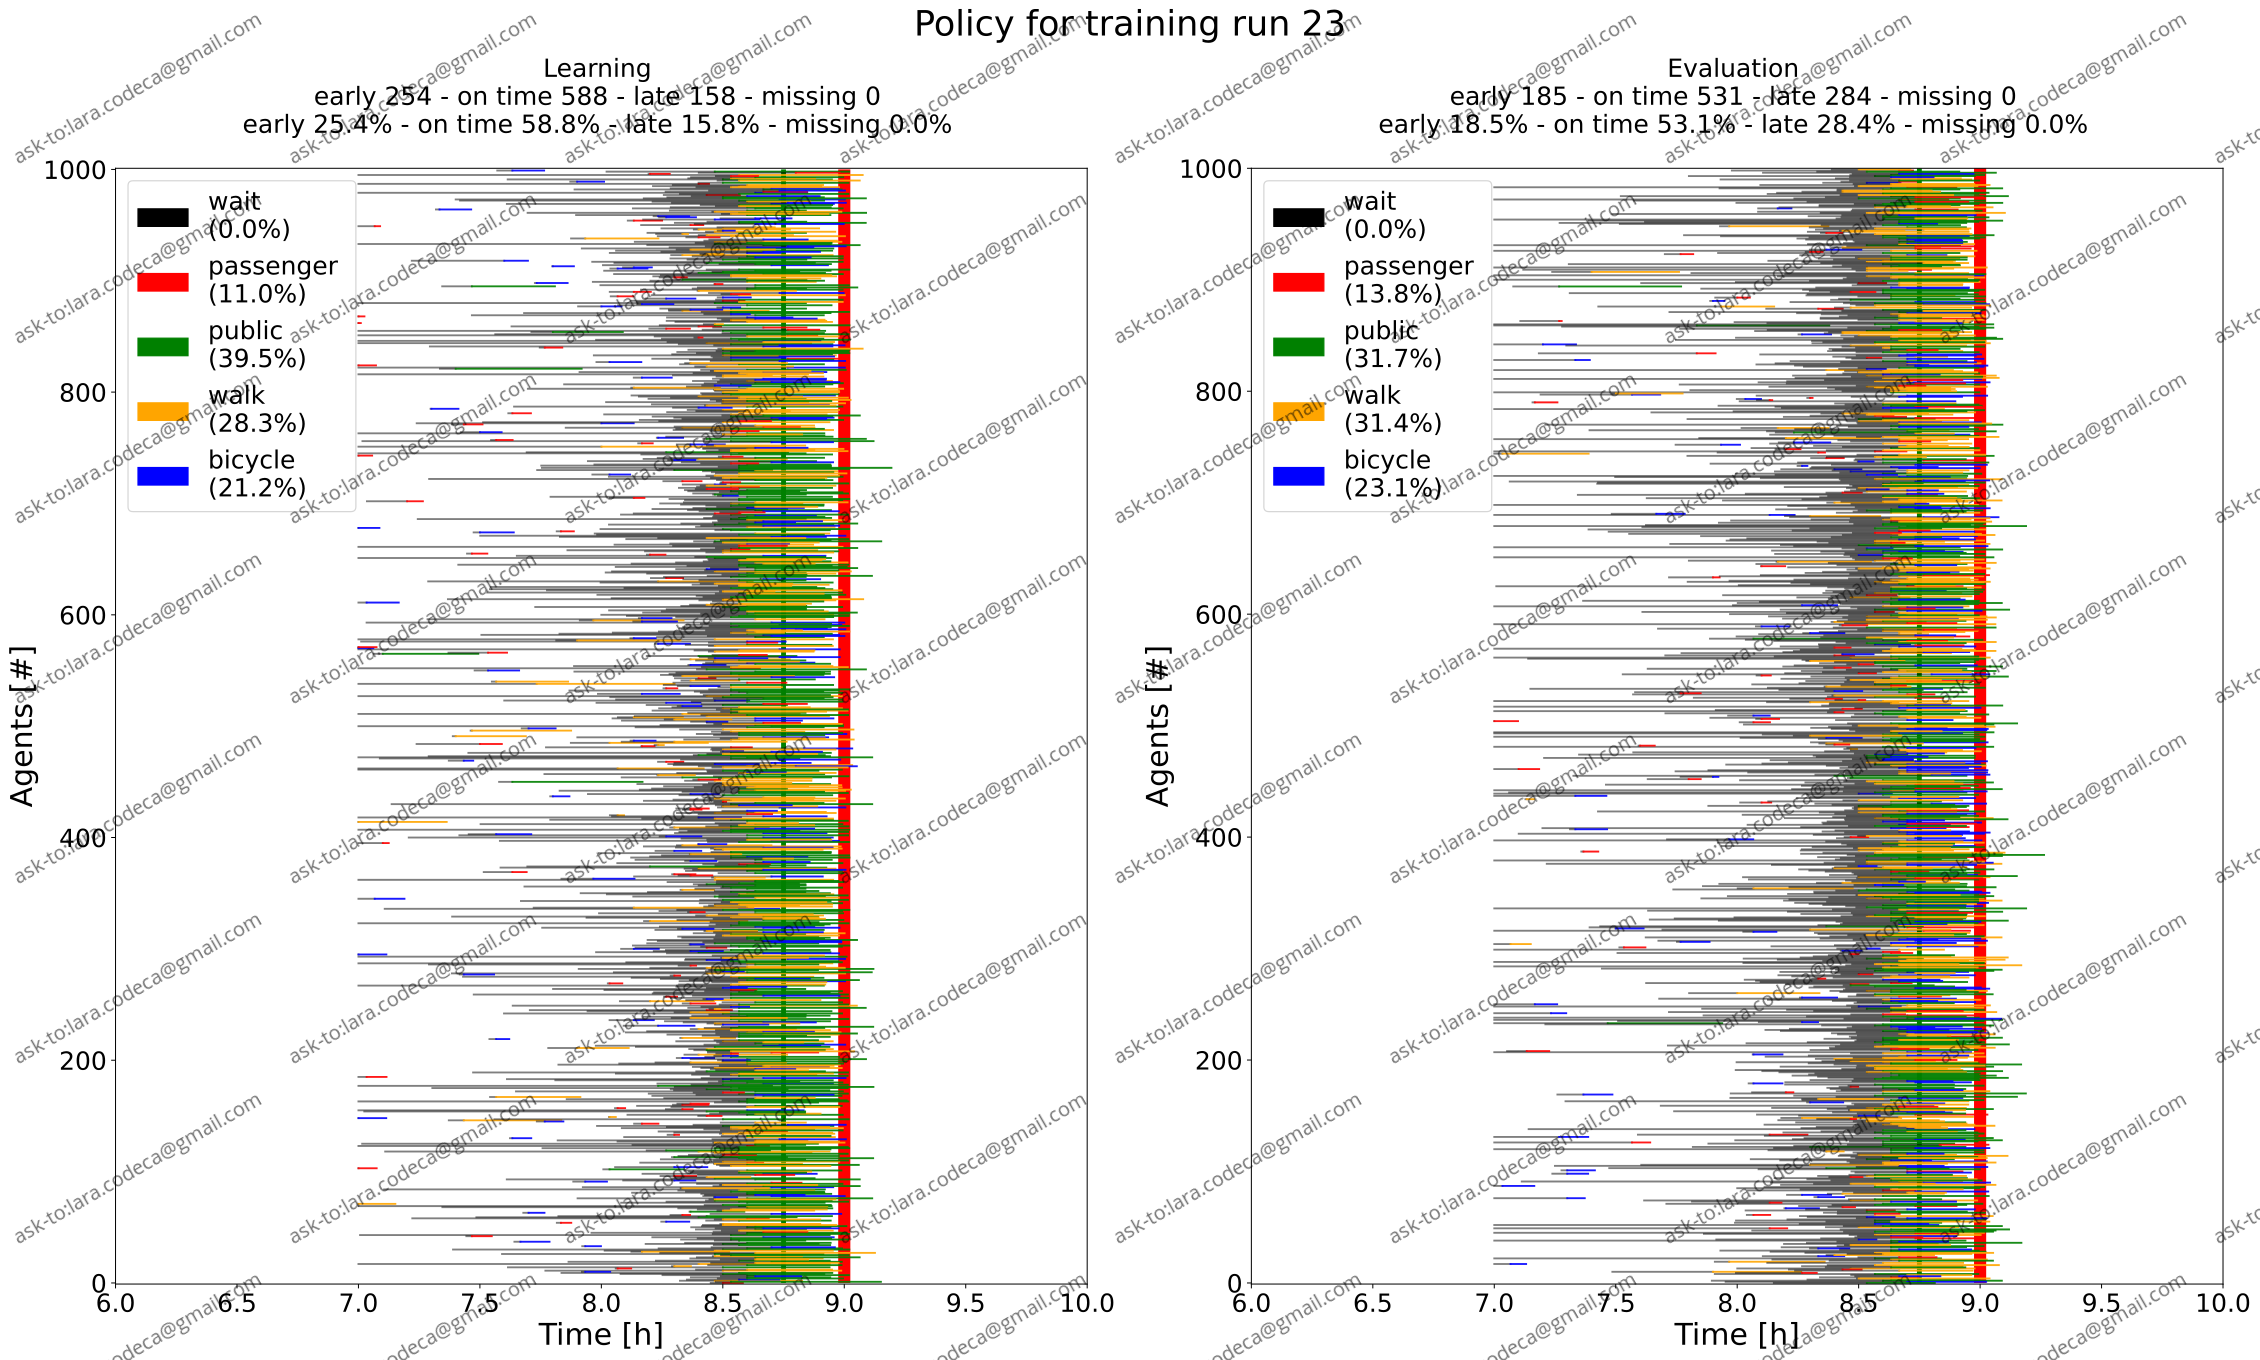 Policy for training run 23
Learning
early 254 - on time 588 - late 158 - missing 0
early 25.4% - on time 58.8% - late 15.8% - missing 0.0%
1000
800
600
400
200
0
Agents [#]
wait
(0.0%)
passenger
(11.0%)
public
(39.5%)
walk
(28.3%)
bicycle
(21.2%)
6.0 6.5 7.0 7.5 8.0 8.5 9.0 9.5 10.0
Time [h]
Evaluation
early 185 - on time 531 - late 284 - missing 0
early 18.5% - on time 53.1% - late 28.4% - missing 0.0%
1000
800
600
400
200
0
Agents [#]
wait
(0.0%)
passenger
(13.8%)
public
(31.7%)
walk
(31.4%)
bicycle
(23.1%)
6.0 6.5 7.0 7.5 8.0 8.5 9.0 9.5 10.0
Time [h]
ask-to:lara.codeca@gmail.com